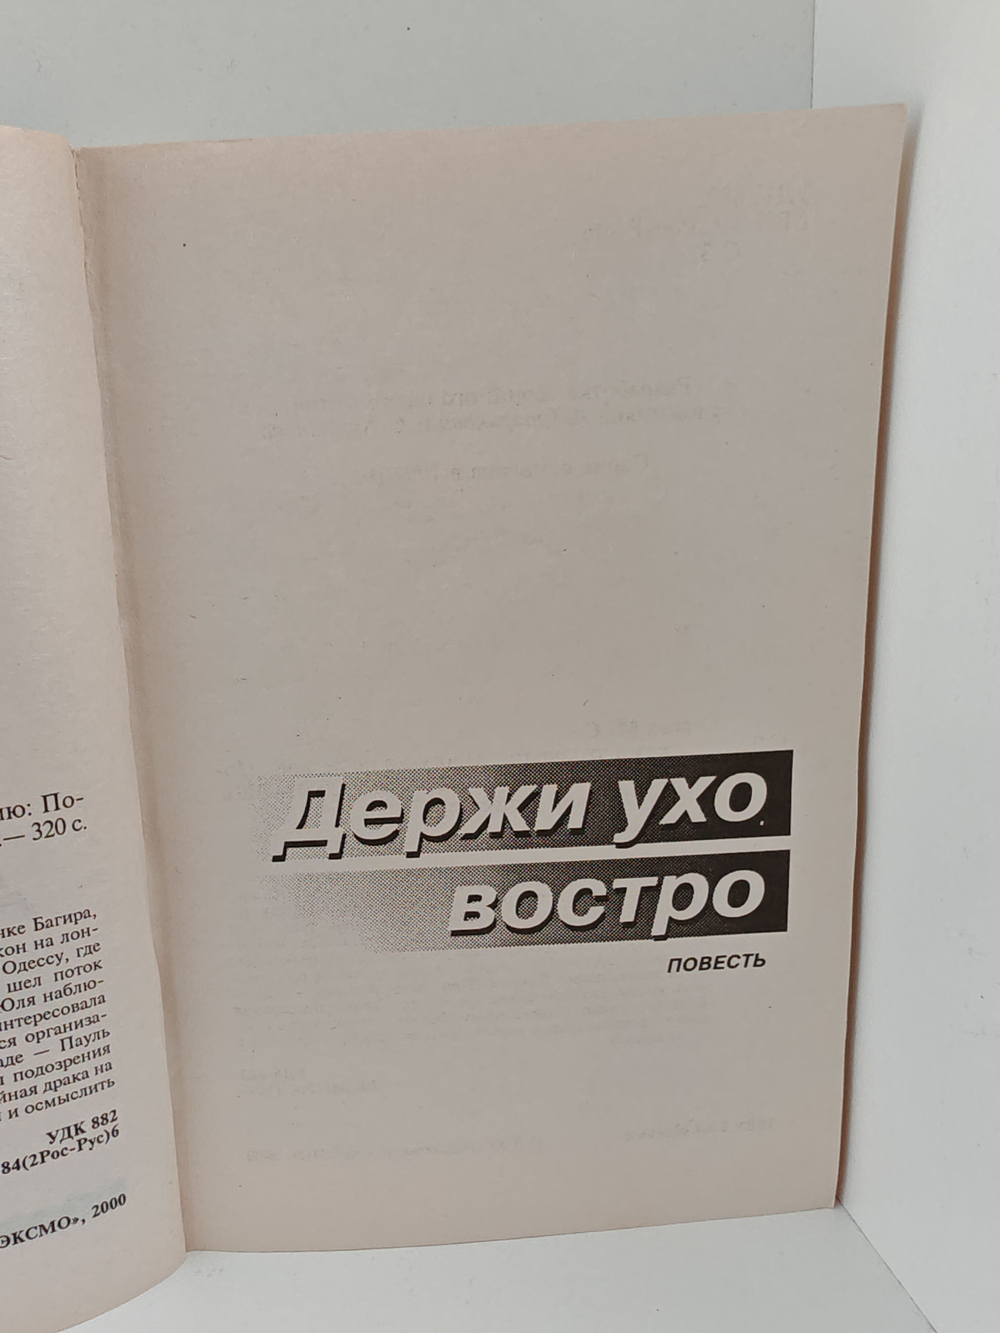 ию: По-
— 320 с.
нке Багира,
кон на лон-
Одессу, где
шел поток
Юля наблю-
интересовала
ся организа-
аде — Пауль
подозрения
йная драка на
и и осмыслить
УДК 882
84(2Рос-Рус)6
ЭКСМО», 2000
Держи ухо
востро
ПОВЕСТЬ